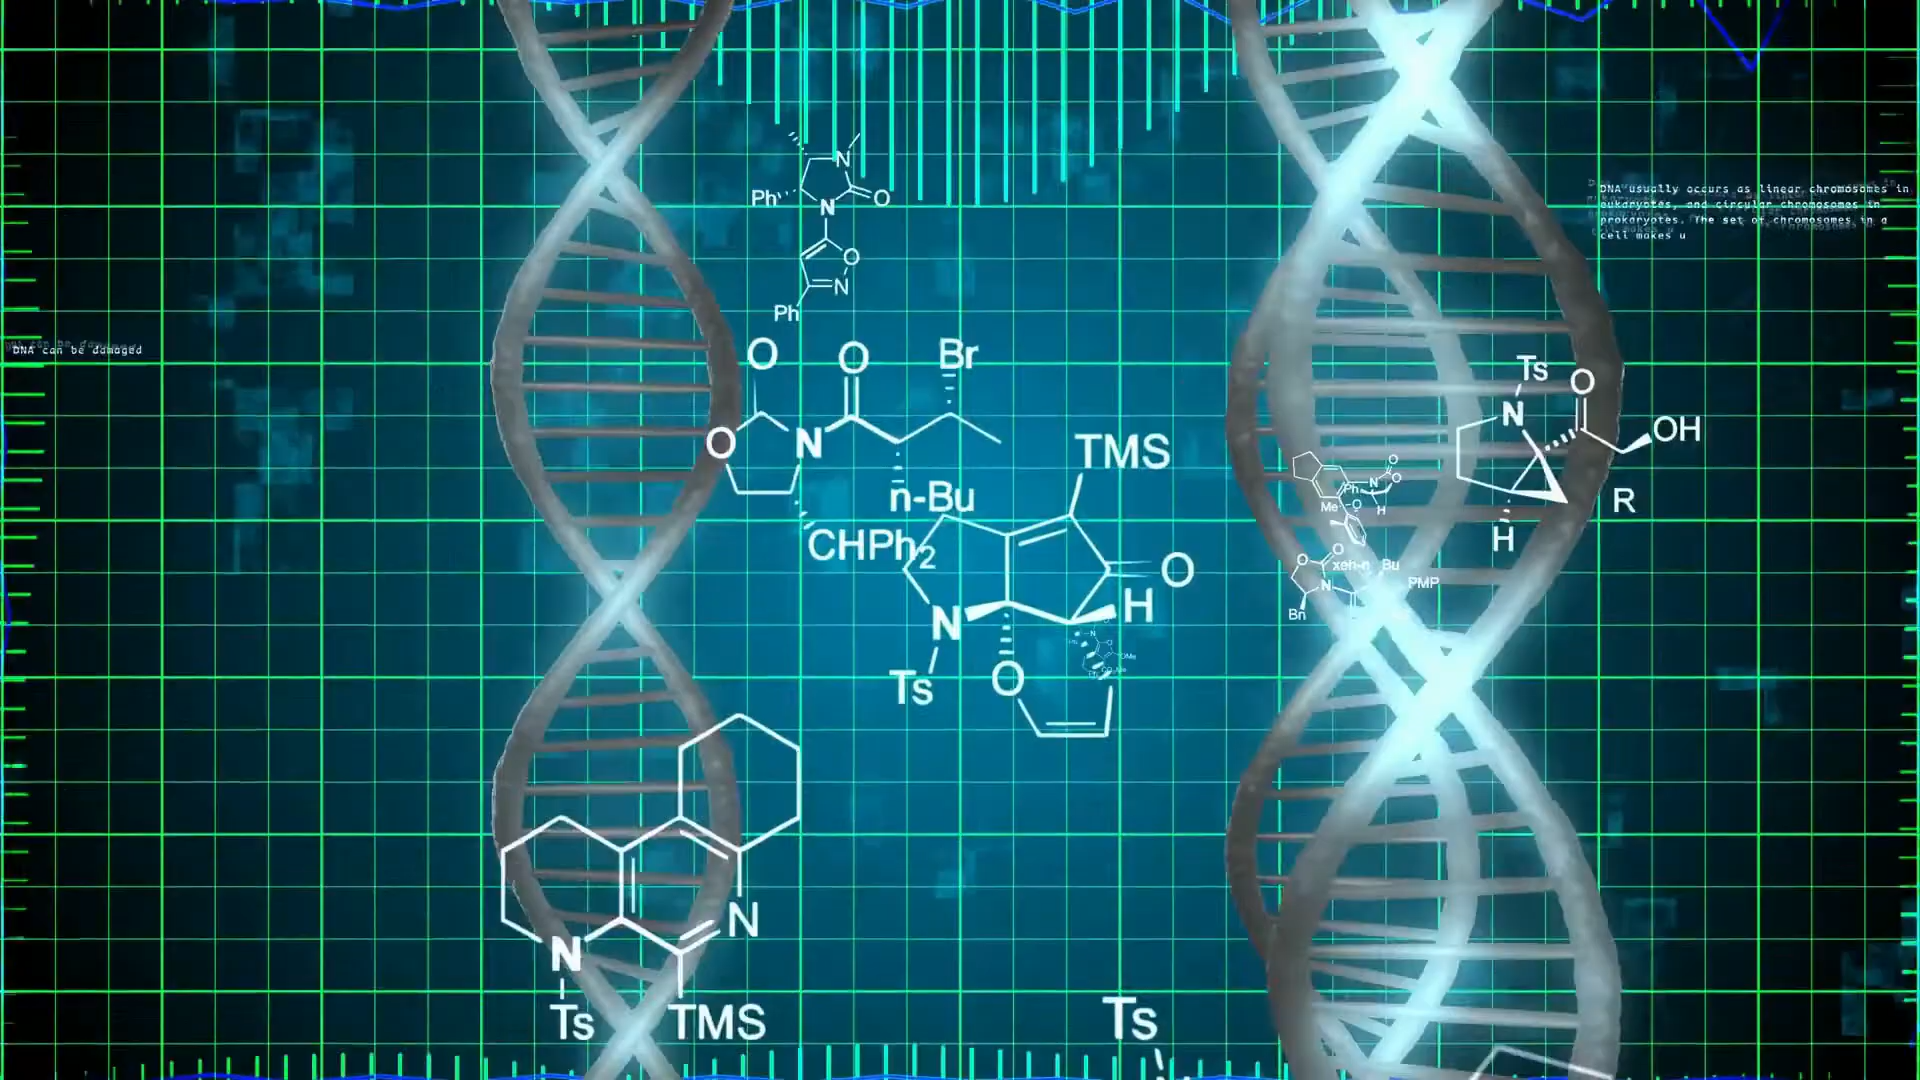 DNA usually occurs as linear chromosomes in
eukaryotes, and circular chromosomes in
prokaryotes. The set of chromosomes in a
cell makes u
DNA can be damaged
N
Ph
O
N
O
N
Ph
O
O
Br
O
N
n-Bu
CHPh2
TMS
O
H
N
Ts
O
Ts
N
O
OH
R
H
O
O
N
Ph
O
H
Me
O
O
xeh-n
Bu
N
PMP
Bn
N
N
Ts
TMS
Ts